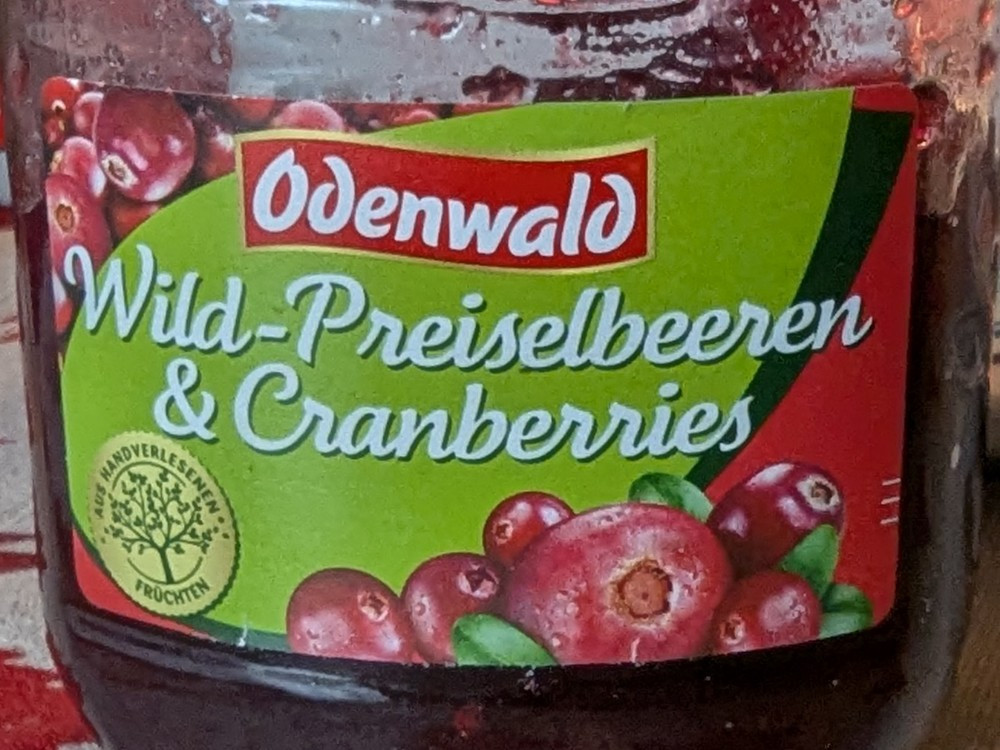 Odenwald
Wild-Preiselbeeren
& Cranberries
AUS HANDVERLESENEN
FRÜCHTEN